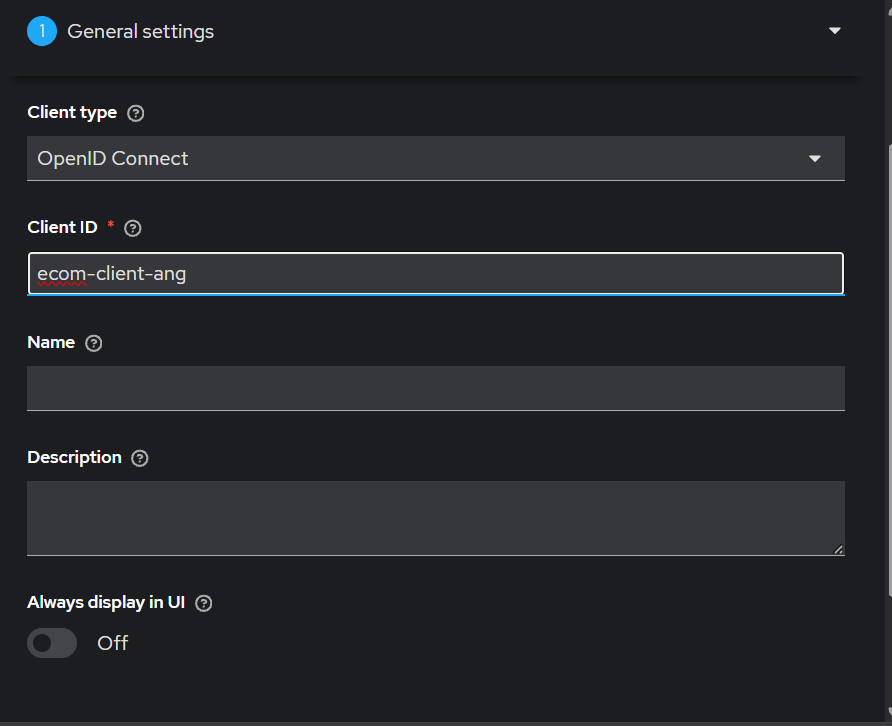 1 General settings
Client type ?
OpenID Connect
Client ID * ?
ecom-client-ang
Name ?
Description ?
Always display in UI ?
Off